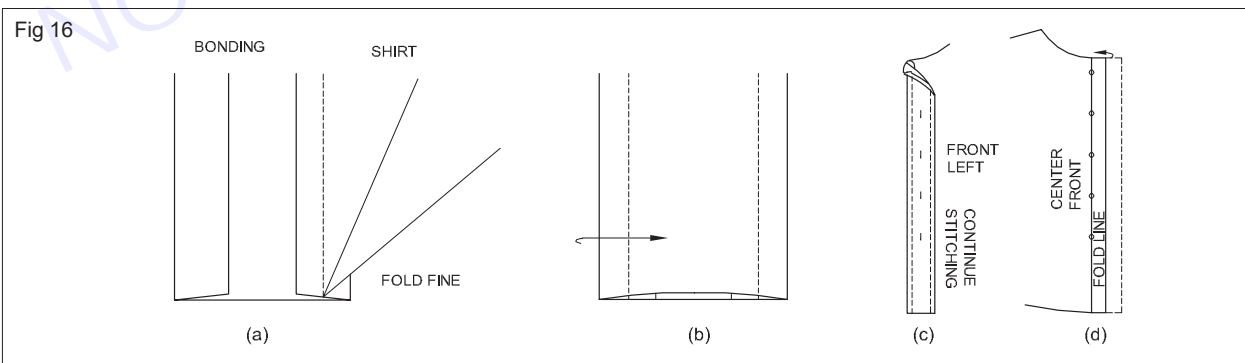 Fig 16
BONDING
SHIRT
FOLD FINE
(a)
(b)
FRONT
LEFT
CONTINUE
STITCHING
(c)
CENTER
FRONT
FOLD LINE
(d)